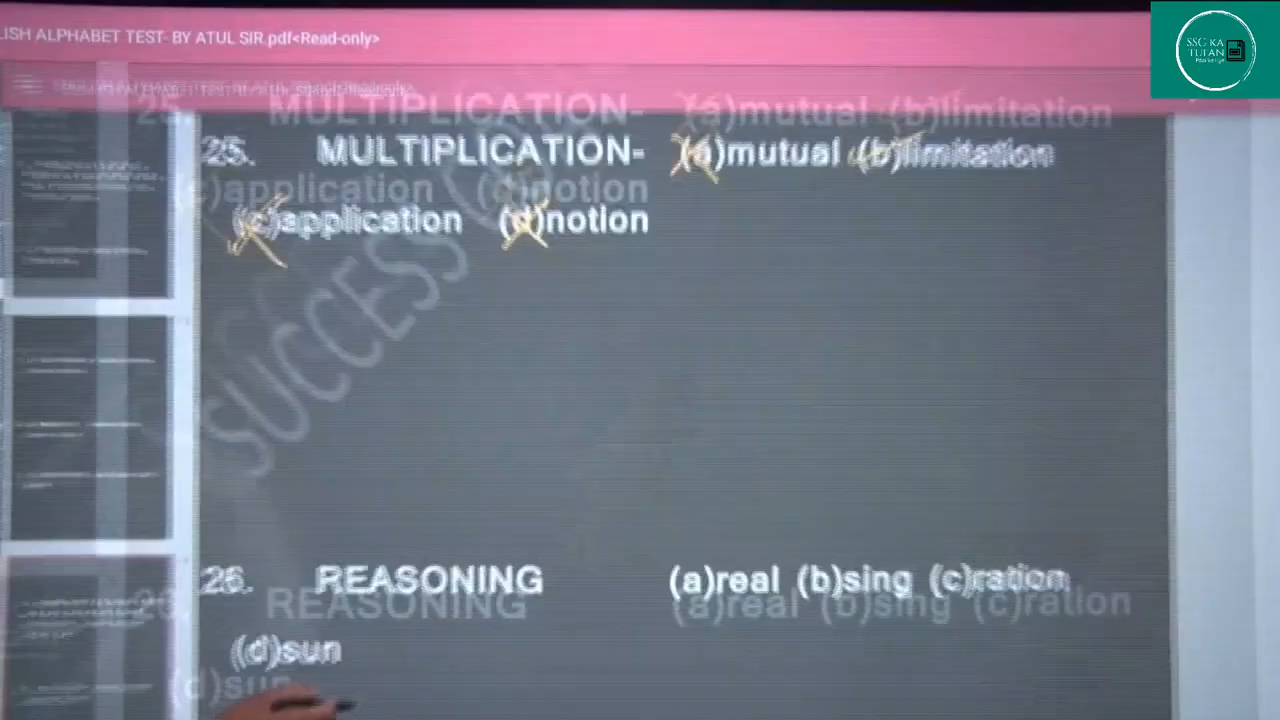 LISH ALPHABET TEST- BY ATUL SIR.pdf<Read-only>
SSC KA
TUFAN
25. MULTIPLICATION- (a)mutual (b)limitation
(c)application (d)notion
SUCCESS
26. REASONING (a)real (b)sing (c)ration
(d)sun